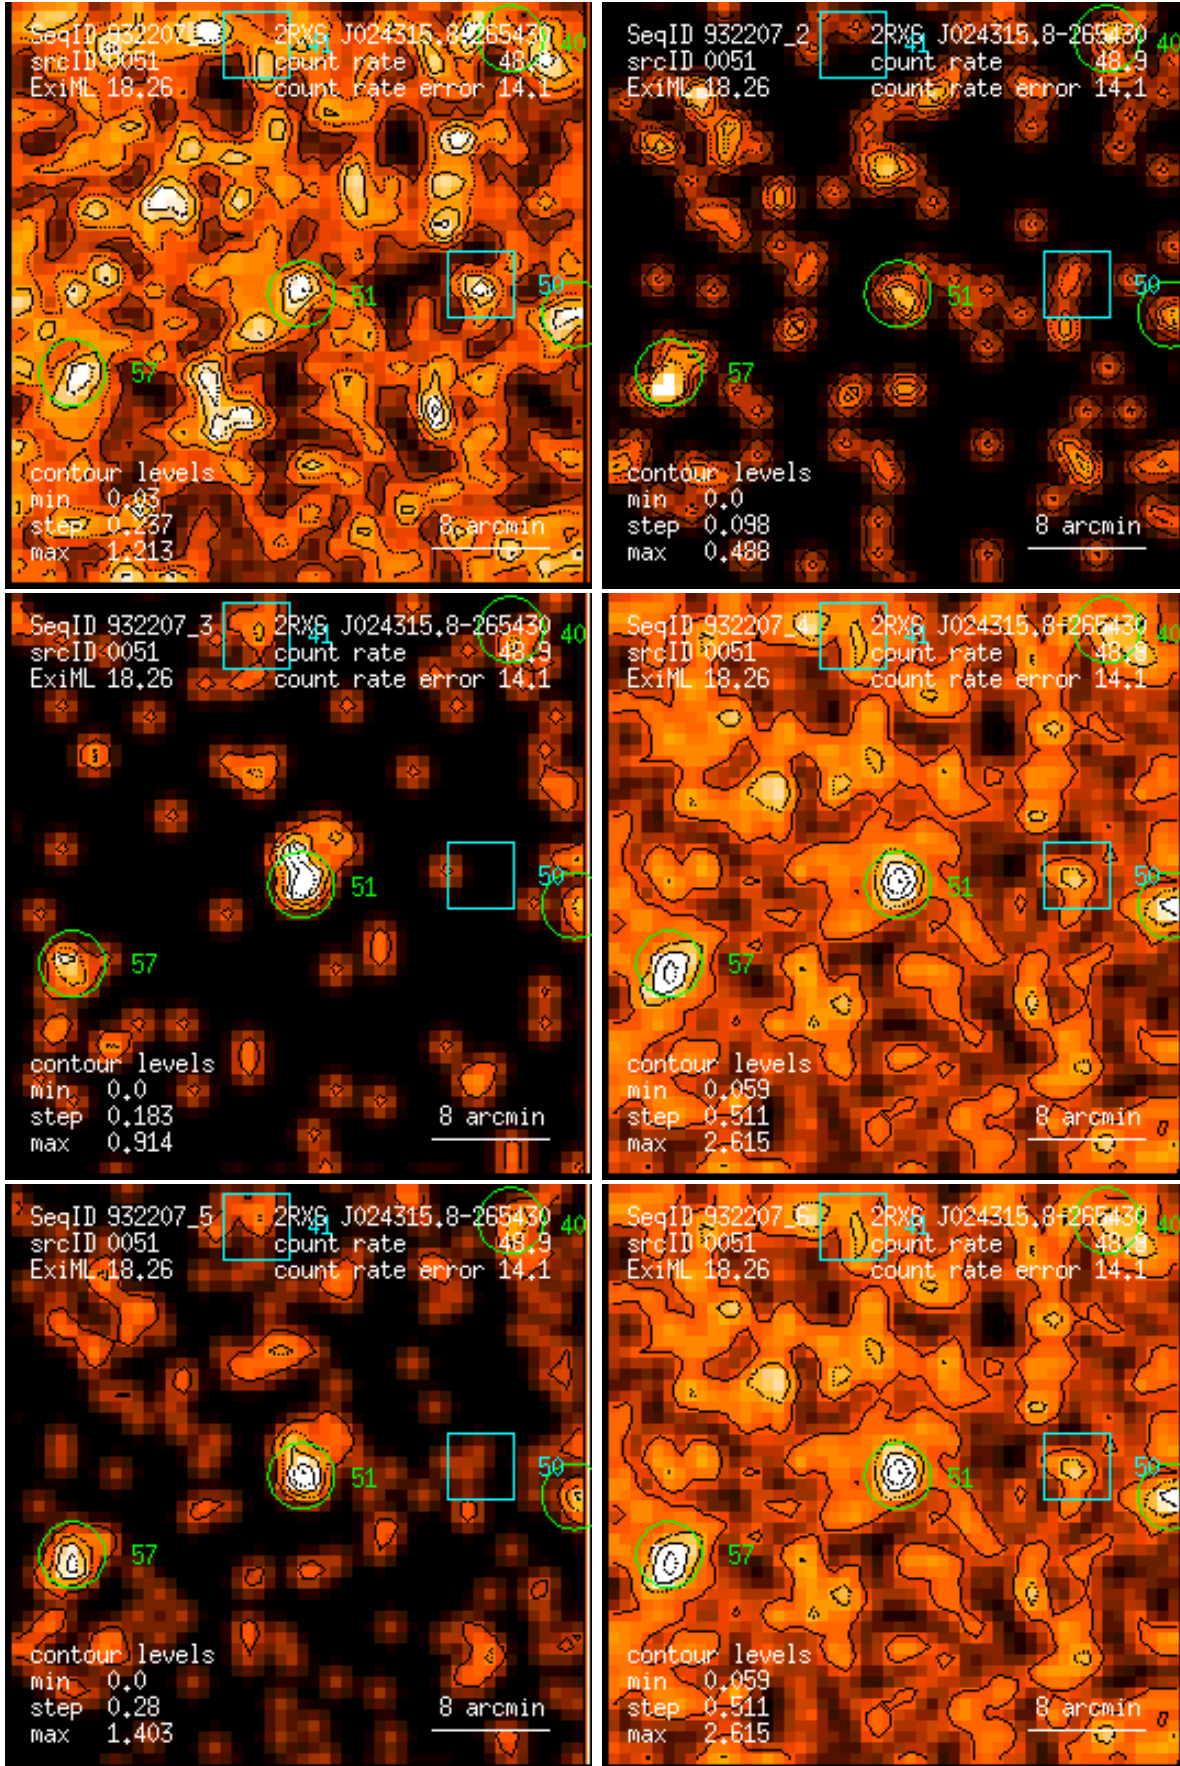 SeqID 932207_ 2RXS J024315.8-265430
srcID 0051 count rate 48.9
ExiML 18.26 count rate error 14.1
41
40
51
50
57
contour levels
min 0.03
step 0.237
max 1.213
8 arcmin
SeqID 932207_2 2RXS J024315.8-265430
srcID 0051 count rate 48.9
ExiML 18.26 count rate error 14.1
41
40
51
50
57
contour levels
min 0.0
step 0.098
max 0.488
8 arcmin
SeqID 932207_3 2RXS J024315.8-265430
srcID 0051 count rate 48.9
ExiML 18.26 count rate error 14.1
41
40
51
50
57
contour levels
min 0.0
step 0.183
max 0.914
8 arcmin
SeqID 932207_4 2RXS J024315.8-265430
srcID 0051 count rate 48.9
ExiML 18.26 count rate error 14.1
41
40
51
50
57
contour levels
min 0.059
step 0.511
max 2.615
8 arcmin
SeqID 932207_5 2RXS J024315.8-265430
srcID 0051 count rate 48.9
ExiML 18.26 count rate error 14.1
41
40
51
50
57
contour levels
min 0.0
step 0.28
max 1.403
8 arcmin
SeqID 932207_6 2RXS J024315.8-265430
srcID 0051 count rate 48.9
ExiML 18.26 count rate error 14.1
41
40
51
50
57
contour levels
min 0.059
step 0.511
max 2.615
8 arcmin